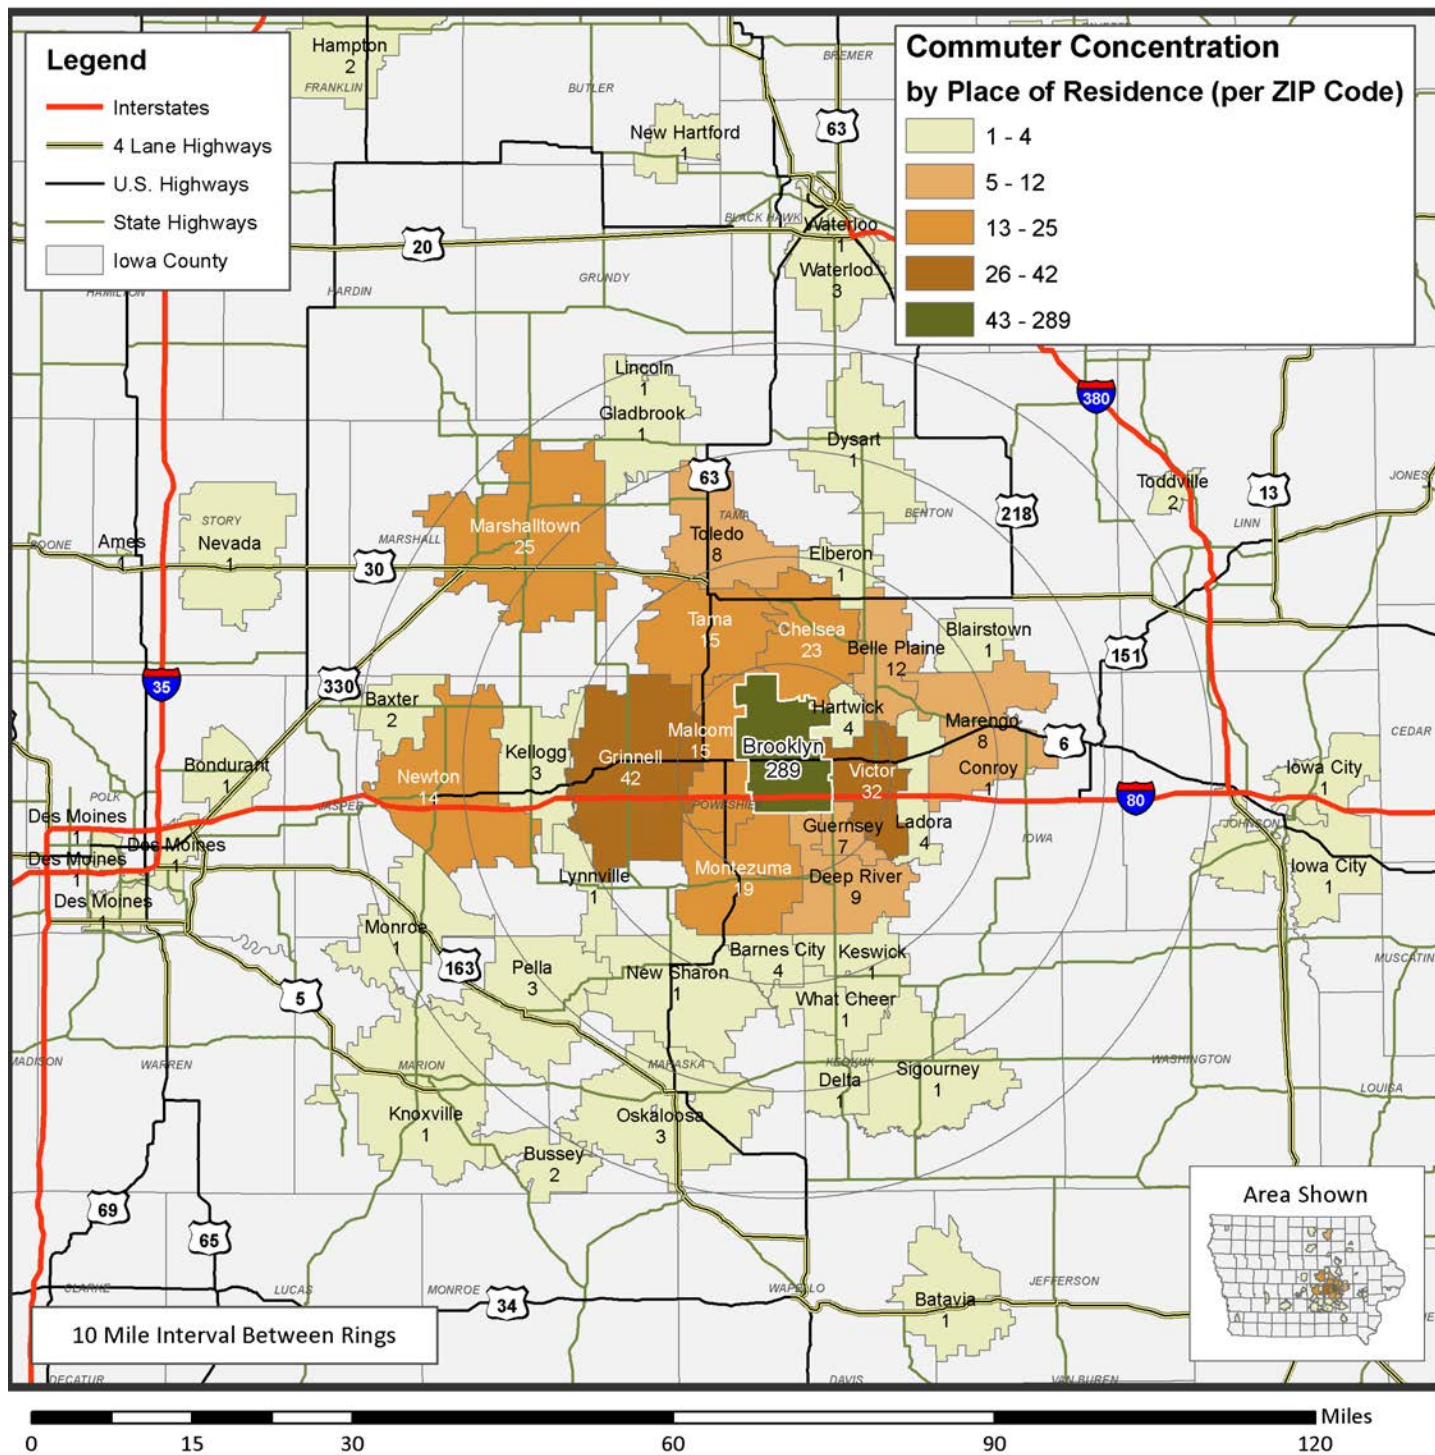 Legend
Interstates
4 Lane Highways
U.S. Highways
State Highways
Iowa County
Commuter Concentration
by Place of Residence (per ZIP Code)
1 - 4
5 - 12
13 - 25
26 - 42
43 - 289
Hampton
2
FRANKLIN
BUTLER
BREMER
New Hartford
1
63
BLACK HAWK
Waterloo
1
Waterloo
3
20
GRUNDY
HAMILTON
HARDIN
Lincoln
1
Gladbrook
1
380
Dysart
1
63
Toddville
2
13
JONES
218
LINN
STORY
Marshalltown
25
TAMA
BENTON
BOONE
Ames
1
Nevada
1
MARSHALL
Toledo
8
Elberon
1
30
Tama
15
Chelsea
23
Blairstown
1
Belle Plaine
12
151
35
330
Baxter
2
Hartwick
4
Marengo
8
6
CEDAR
Malcom
15
Brooklyn
289
Kellogg
3
Grinnell
42
Bondurant
1
Newton
14
Victor
32
Conroy
1
Iowa City
1
80
POLK
JASPER
POWESHIEK
Des Moines
1
Des Moines
1
Des Moines
1
Guernsey
7
Ladora
4
IOWA
JOHNSON
Lynnville
1
Montezuma
19
Deep River
9
Iowa City
1
Des Moines
1
Monroe
1
163
Pella
3
New Sharon
1
Barnes City
4
Keswick
1
MUSCATIN
5
What Cheer
1
MADISON
WARREN
MARION
MAHASKA
KEOKUK
WASHINGTON
Delta
1
Sigourney
1
LOUISA
Knoxville
1
Oskaloosa
3
Bussey
2
69
65
Area Shown
CLARKE
LUCAS
MONROE
WAPELLO
JEFFERSON
34
Batavia
1
10 Mile Interval Between Rings
DECATUR
DAVIS
VAN BUREN
Miles
0
15
30
60
90
120